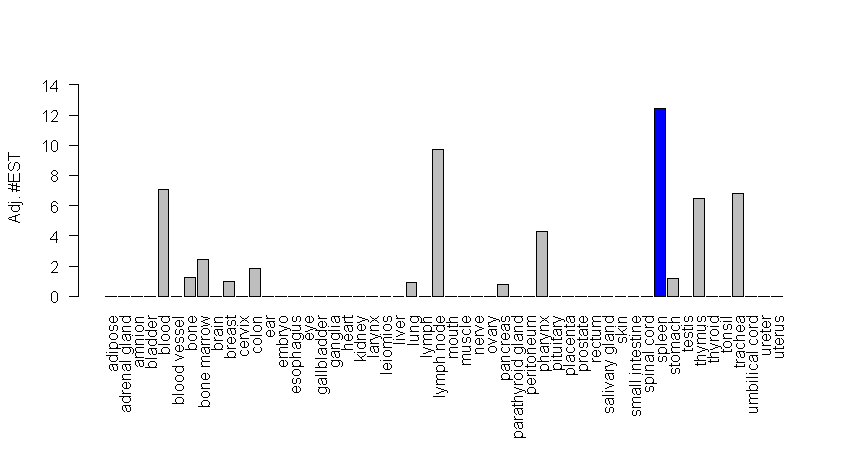 Adj. #EST
14
12
10
8
6
4
2
0
adipose
adrenal gland
amnion
bladder
blood
blood vessel
bone
bone marrow
brain
breast
cervix
colon
ear
embryo
esophagus
eye
gallbladder
ganglia
heart
kidney
larynx
leiomios
liver
lung
lymph
lymph node
mouth
muscle
nerve
ovary
pancreas
parathyroid gland
peritoneum
pharynx
pituitary
placenta
prostate
rectum
salivary gland
skin
small intestine
spinal cord
spleen
stomach
testis
thymus
thyroid
tonsil
trachea
umbilical cord
ureter
uterus